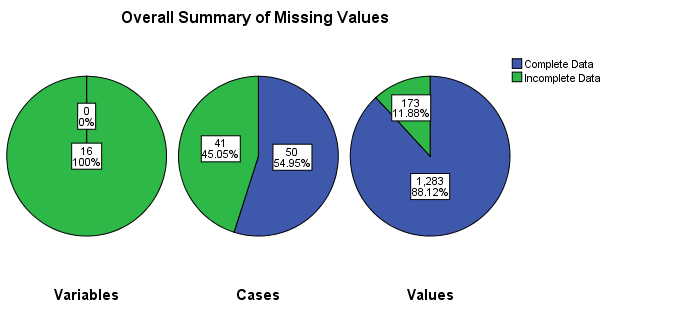 Overall Summary of Missing Values
Complete Data
Incomplete Data
0
0%
16
100%
41
45.05%
50
54.95%
173
11.88%
1,283
88.12%
Variables
Cases
Values